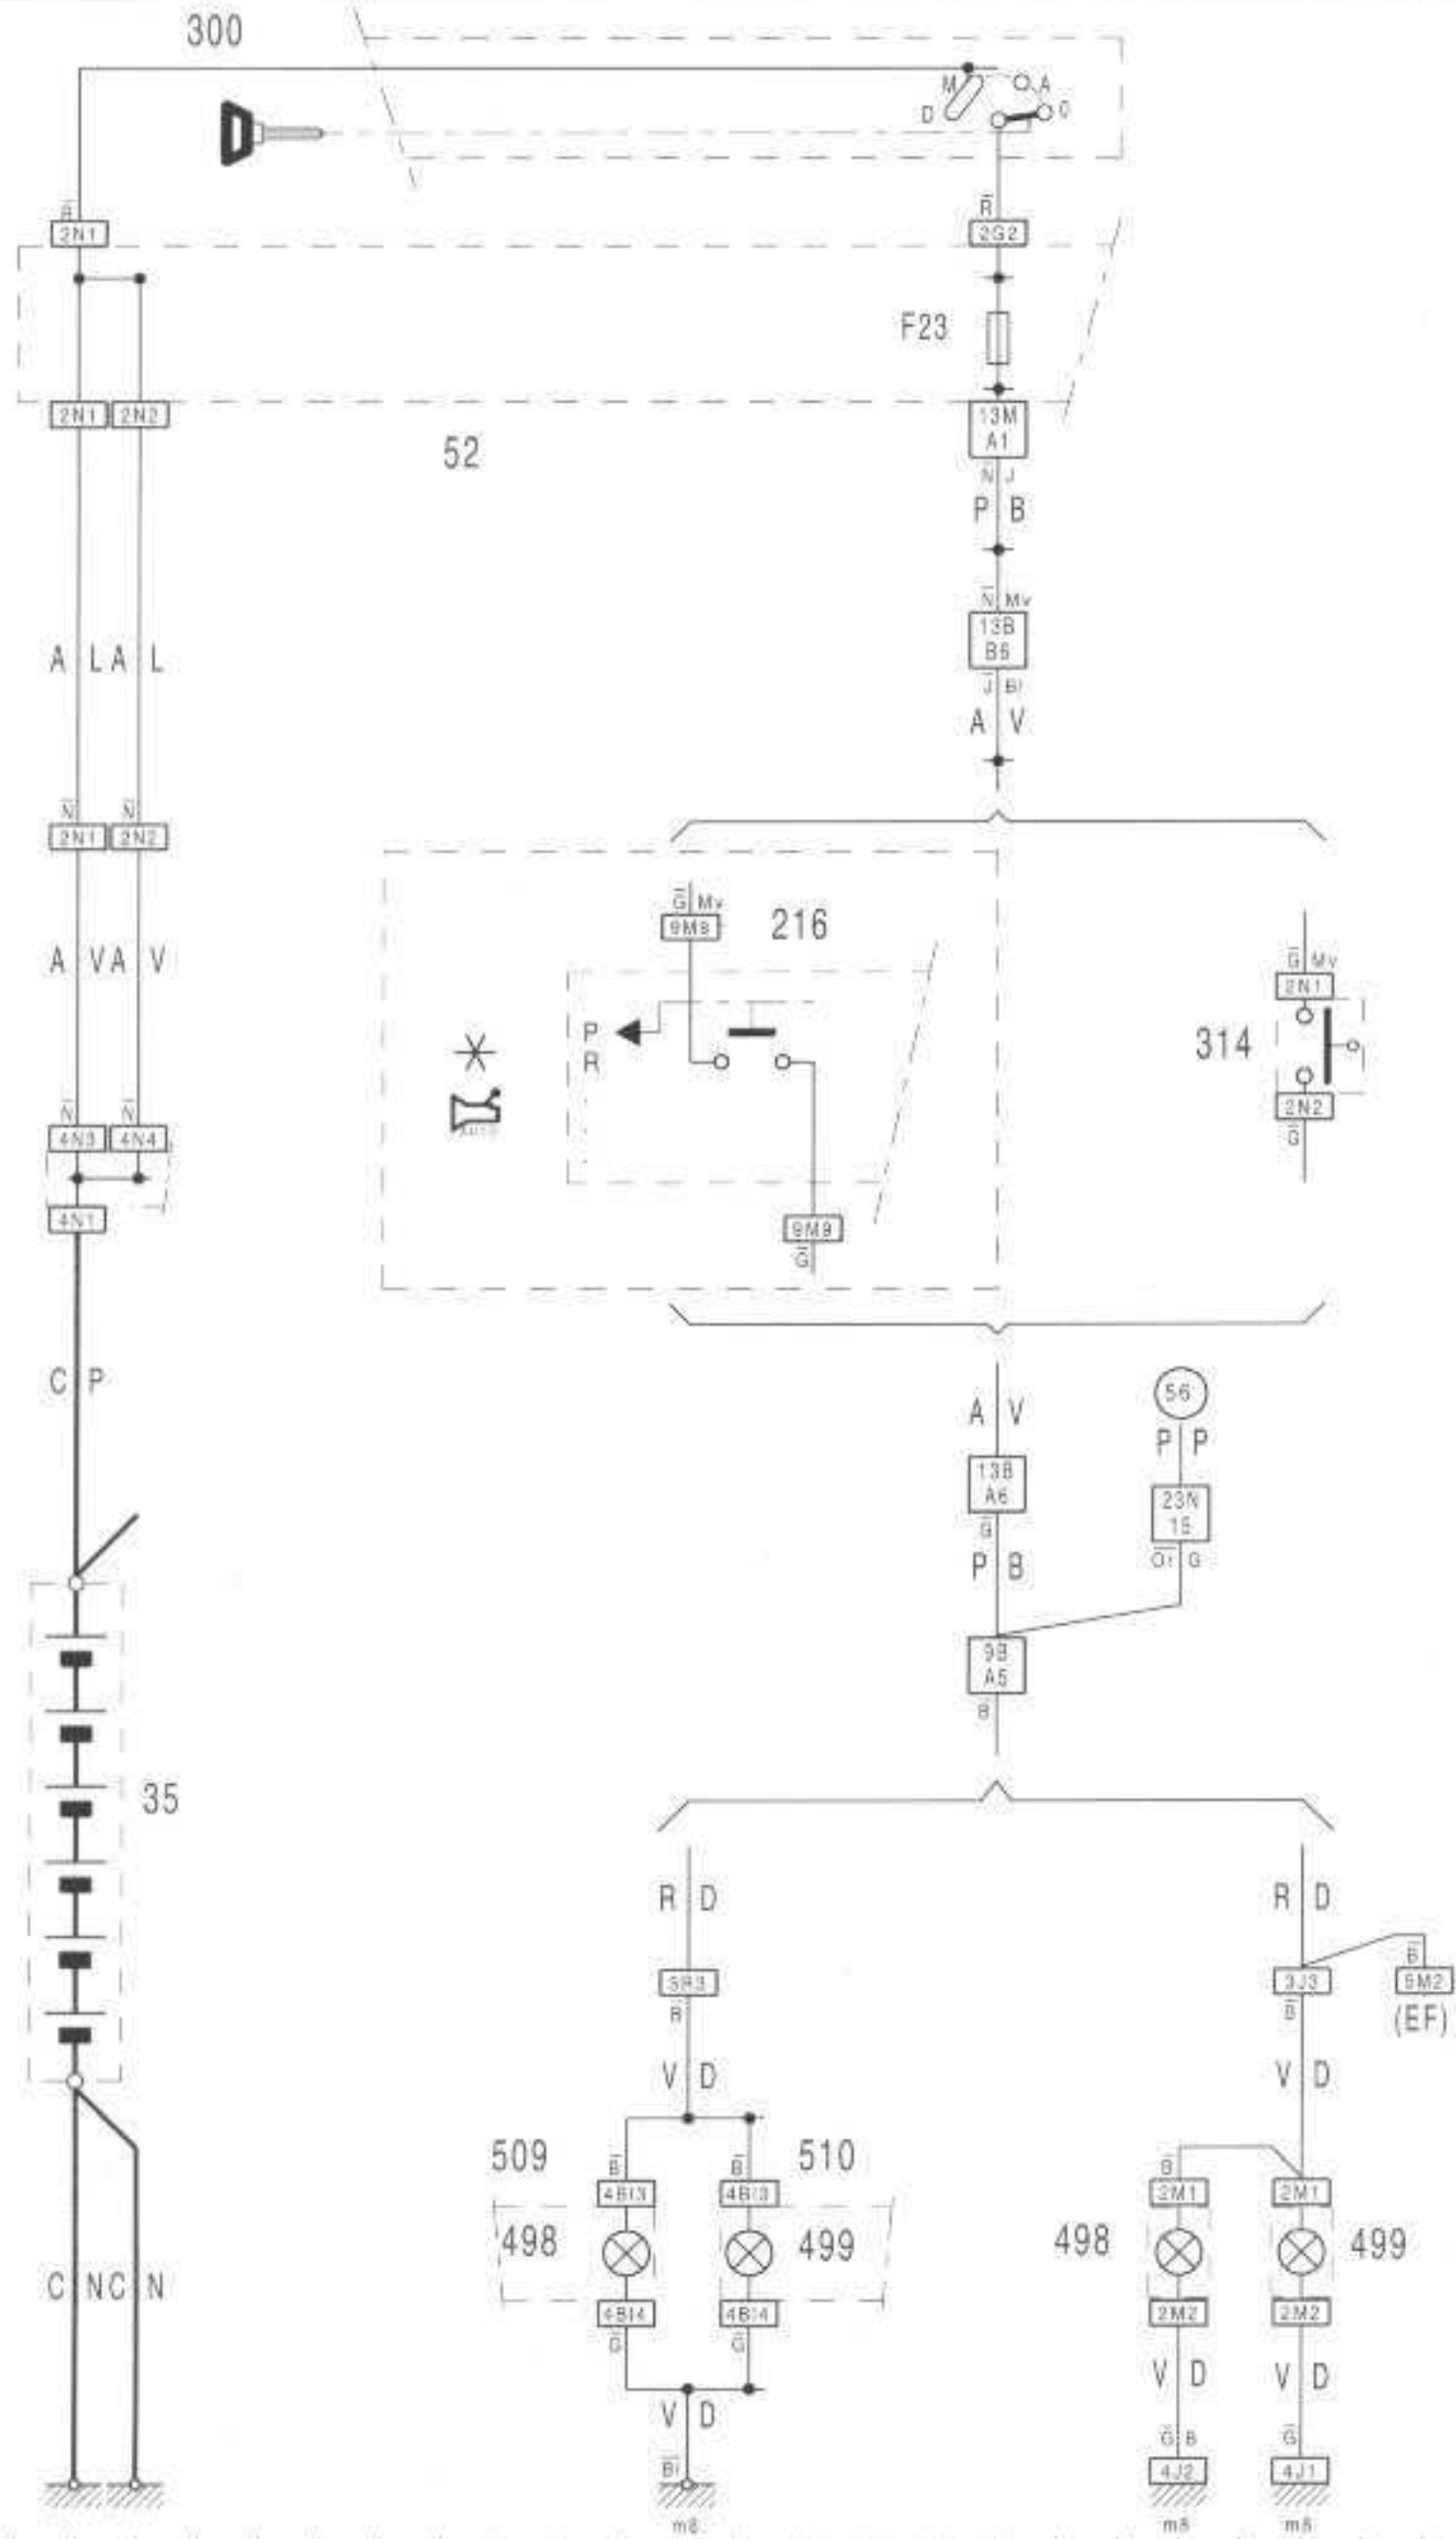 300
M
A
D
O
R
2N1
R
2G2
F23
2N1 2N2
13M
A1
52
N J
P B
N Mv
13B
B6
A L A L
J Bl
A V
N N
2N1 2N2
G Mv
9M8
216
A V A V
G Mv
2N1
P
R
314
AUTO
2N2
G
N N
4N3 4N4
4N1
9M9
G
C P
56
A V
P P
13B
A6
23N
15
G
Or G
P B
9B
A5
B
35
R D
R D
B
3J3
5M2
(EF)
B
V D
V D
509
510
B B
4B13 4B13
B
2M1 2M1
498
499
498
499
C N C N
4B14 4B14
2M2 2M2
G G
V D
V D V D
G B
G
Bl
4J2 4J1
m8
m8 m8